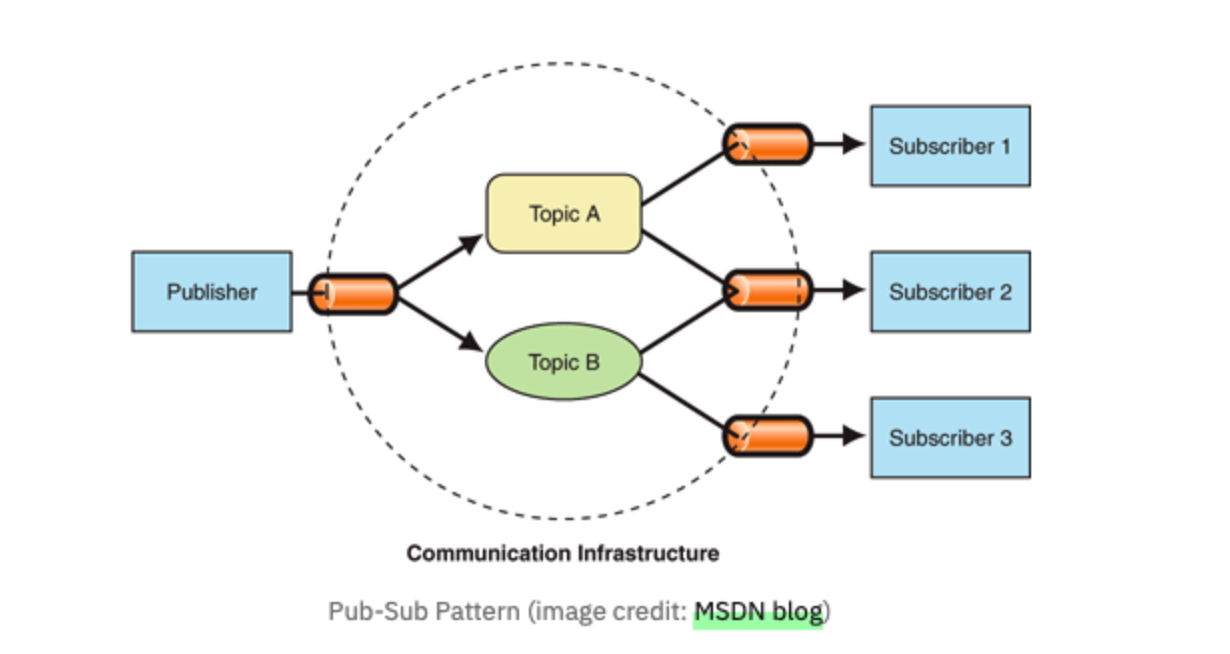 Subscriber 1
Topic A
Publisher
Subscriber 2
Topic B
Subscriber 3
Communication Infrastructure
Pub-Sub Pattern (image credit: MSDN blog)